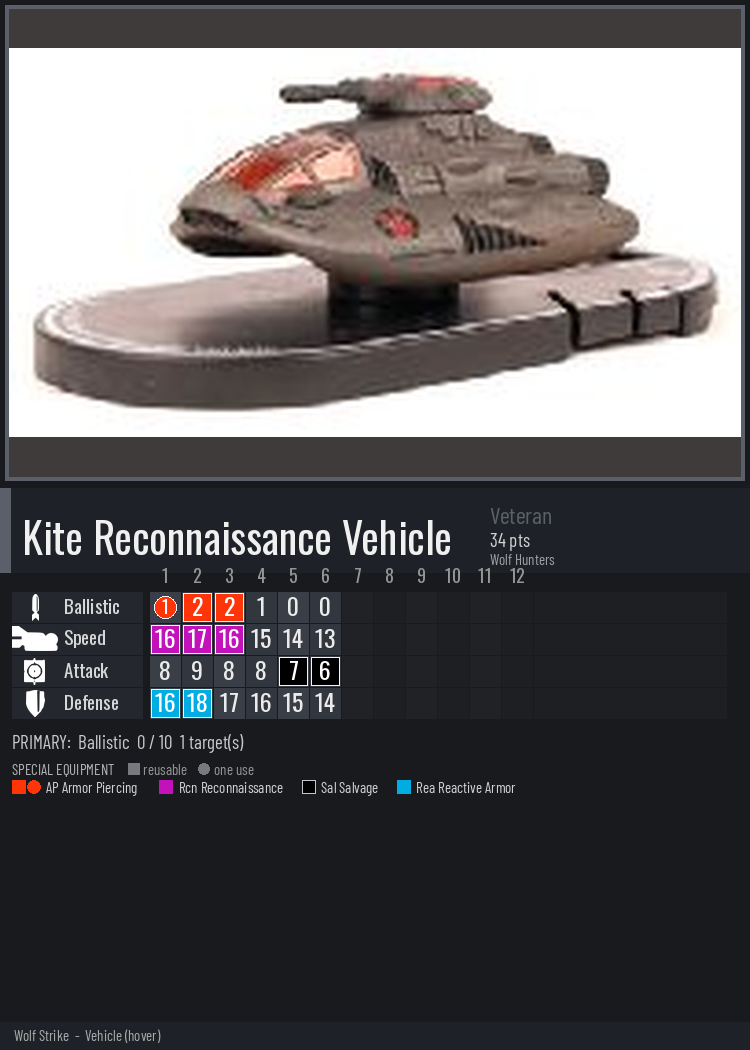 Kite Reconnaissance Vehicle
Veteran
34 pts
Wolf Hunters
1 2 3 4 5 6 7 8 9 10 11 12
Ballistic 1 2 2 1 0 0
Speed 16 17 16 15 14 13
Attack 8 9 8 8 7 6
Defense 16 18 17 16 15 14
PRIMARY: Ballistic 0 / 10 1 target(s)
SPECIAL EQUIPMENT reusable one use
AP Armor Piercing Rcn Reconnaissance Sal Salvage Rea Reactive Armor
Wolf Strike - Vehicle (hover)